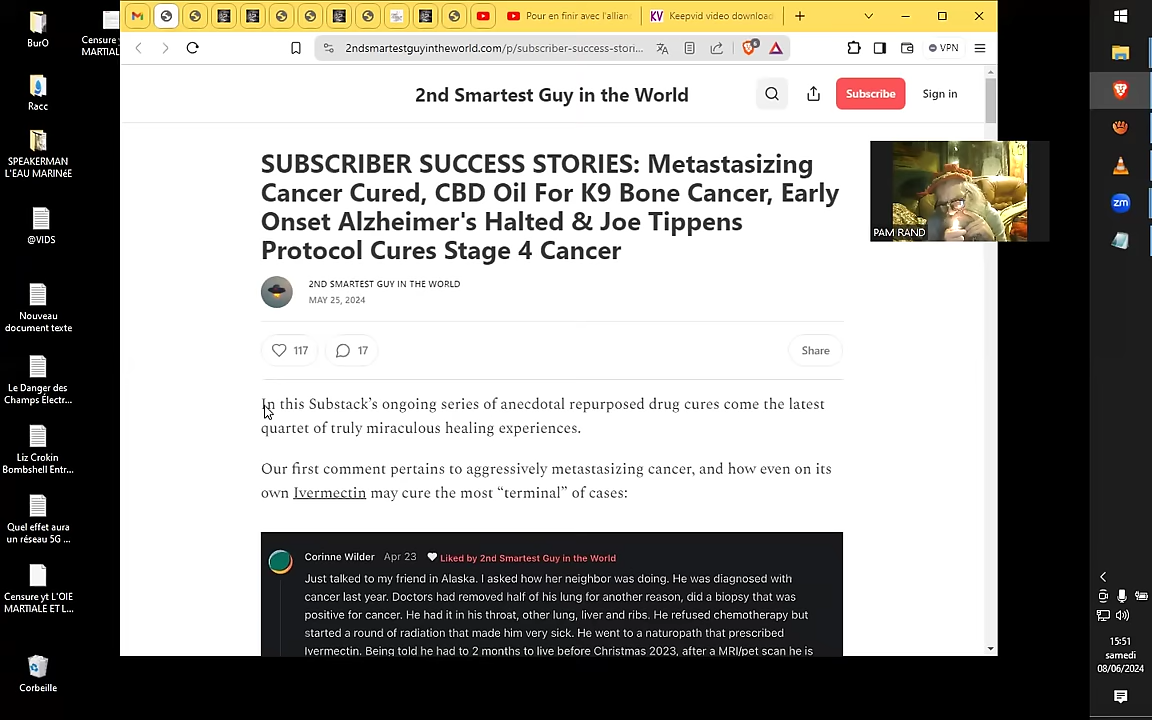 BurO
Censure yt
MARTIAL
Racc
SPEAKERMAN
L'EAU MARINéE
@VIDS
Nouveau
document texte
Le Danger des
Champs Électr...
Liz Crokin
Bombshell Entr...
Quel effet aura
un réseau 5G ...
Censure yt L'OIE
MARTIALE ET L...
Corbeille
Pour en finir avec l'allian
KV Keepvid video download
2ndsmartestguyintheworld.com/p/subscriber-success-stori...
6
VPN
2nd Smartest Guy in the World
Subscribe
Sign in
SUBSCRIBER SUCCESS STORIES: Metastasizing
Cancer Cured, CBD Oil For K9 Bone Cancer, Early
Onset Alzheimer's Halted & Joe Tippens
Protocol Cures Stage 4 Cancer
2ND SMARTEST GUY IN THE WORLD
MAY 25, 2024
117
17
Share
In this Substack's ongoing series of anecdotal repurposed drug cures come the latest
quartet of truly miraculous healing experiences.
Our first comment pertains to aggressively metastasizing cancer, and how even on its
own Ivermectin may cure the most “terminal” of cases:
Corinne Wilder Apr 23 Liked by 2nd Smartest Guy in the World
Just talked to my friend in Alaska. I asked how her neighbor was doing. He was diagnosed with
cancer last year. Doctors had removed half of his lung for another reason, did a biopsy that was
positive for cancer. He had it in his throat, other lung, liver and ribs. He refused chemotherapy but
started a round of radiation that made him very sick. He went to a naturopath that prescribed
Ivermectin. Being told he had to 2 months to live before Christmas 2023, after a MRI/pet scan he is
PAM RAND
zm
15:51
samedi
08/06/2024